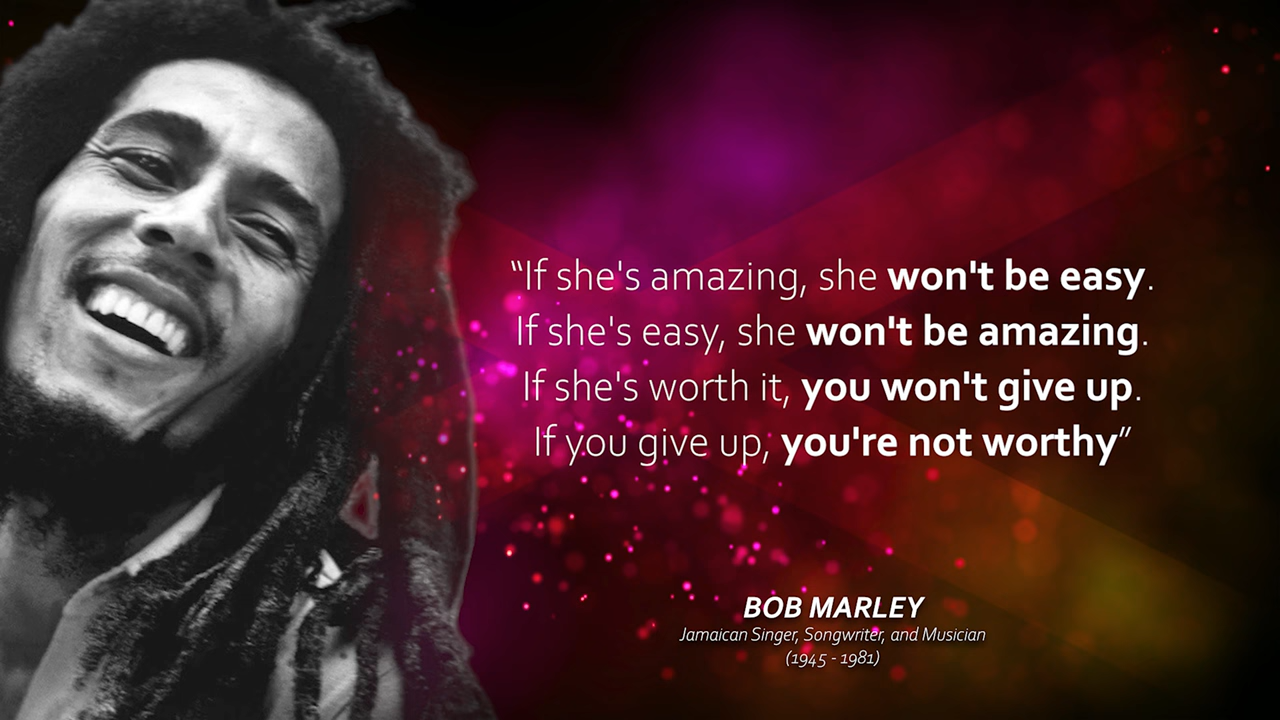 “If she's amazing, she won't be easy.
If she's easy, she won't be amazing.
If she's worth it, you won't give up.
If you give up, you're not worthy”
BOB MARLEY
Jamaican Singer, Songwriter, and Musician
(1945 - 1981)